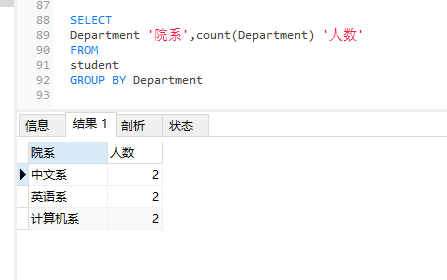 87
88 SELECT
89 Department '院系',count(Department) '人数'
90 FROM
91 student
92 GROUP BY Department
93
信息 结果 1 剖析 状态
院系 人数
中文系 2
英语系 2
计算机系 2